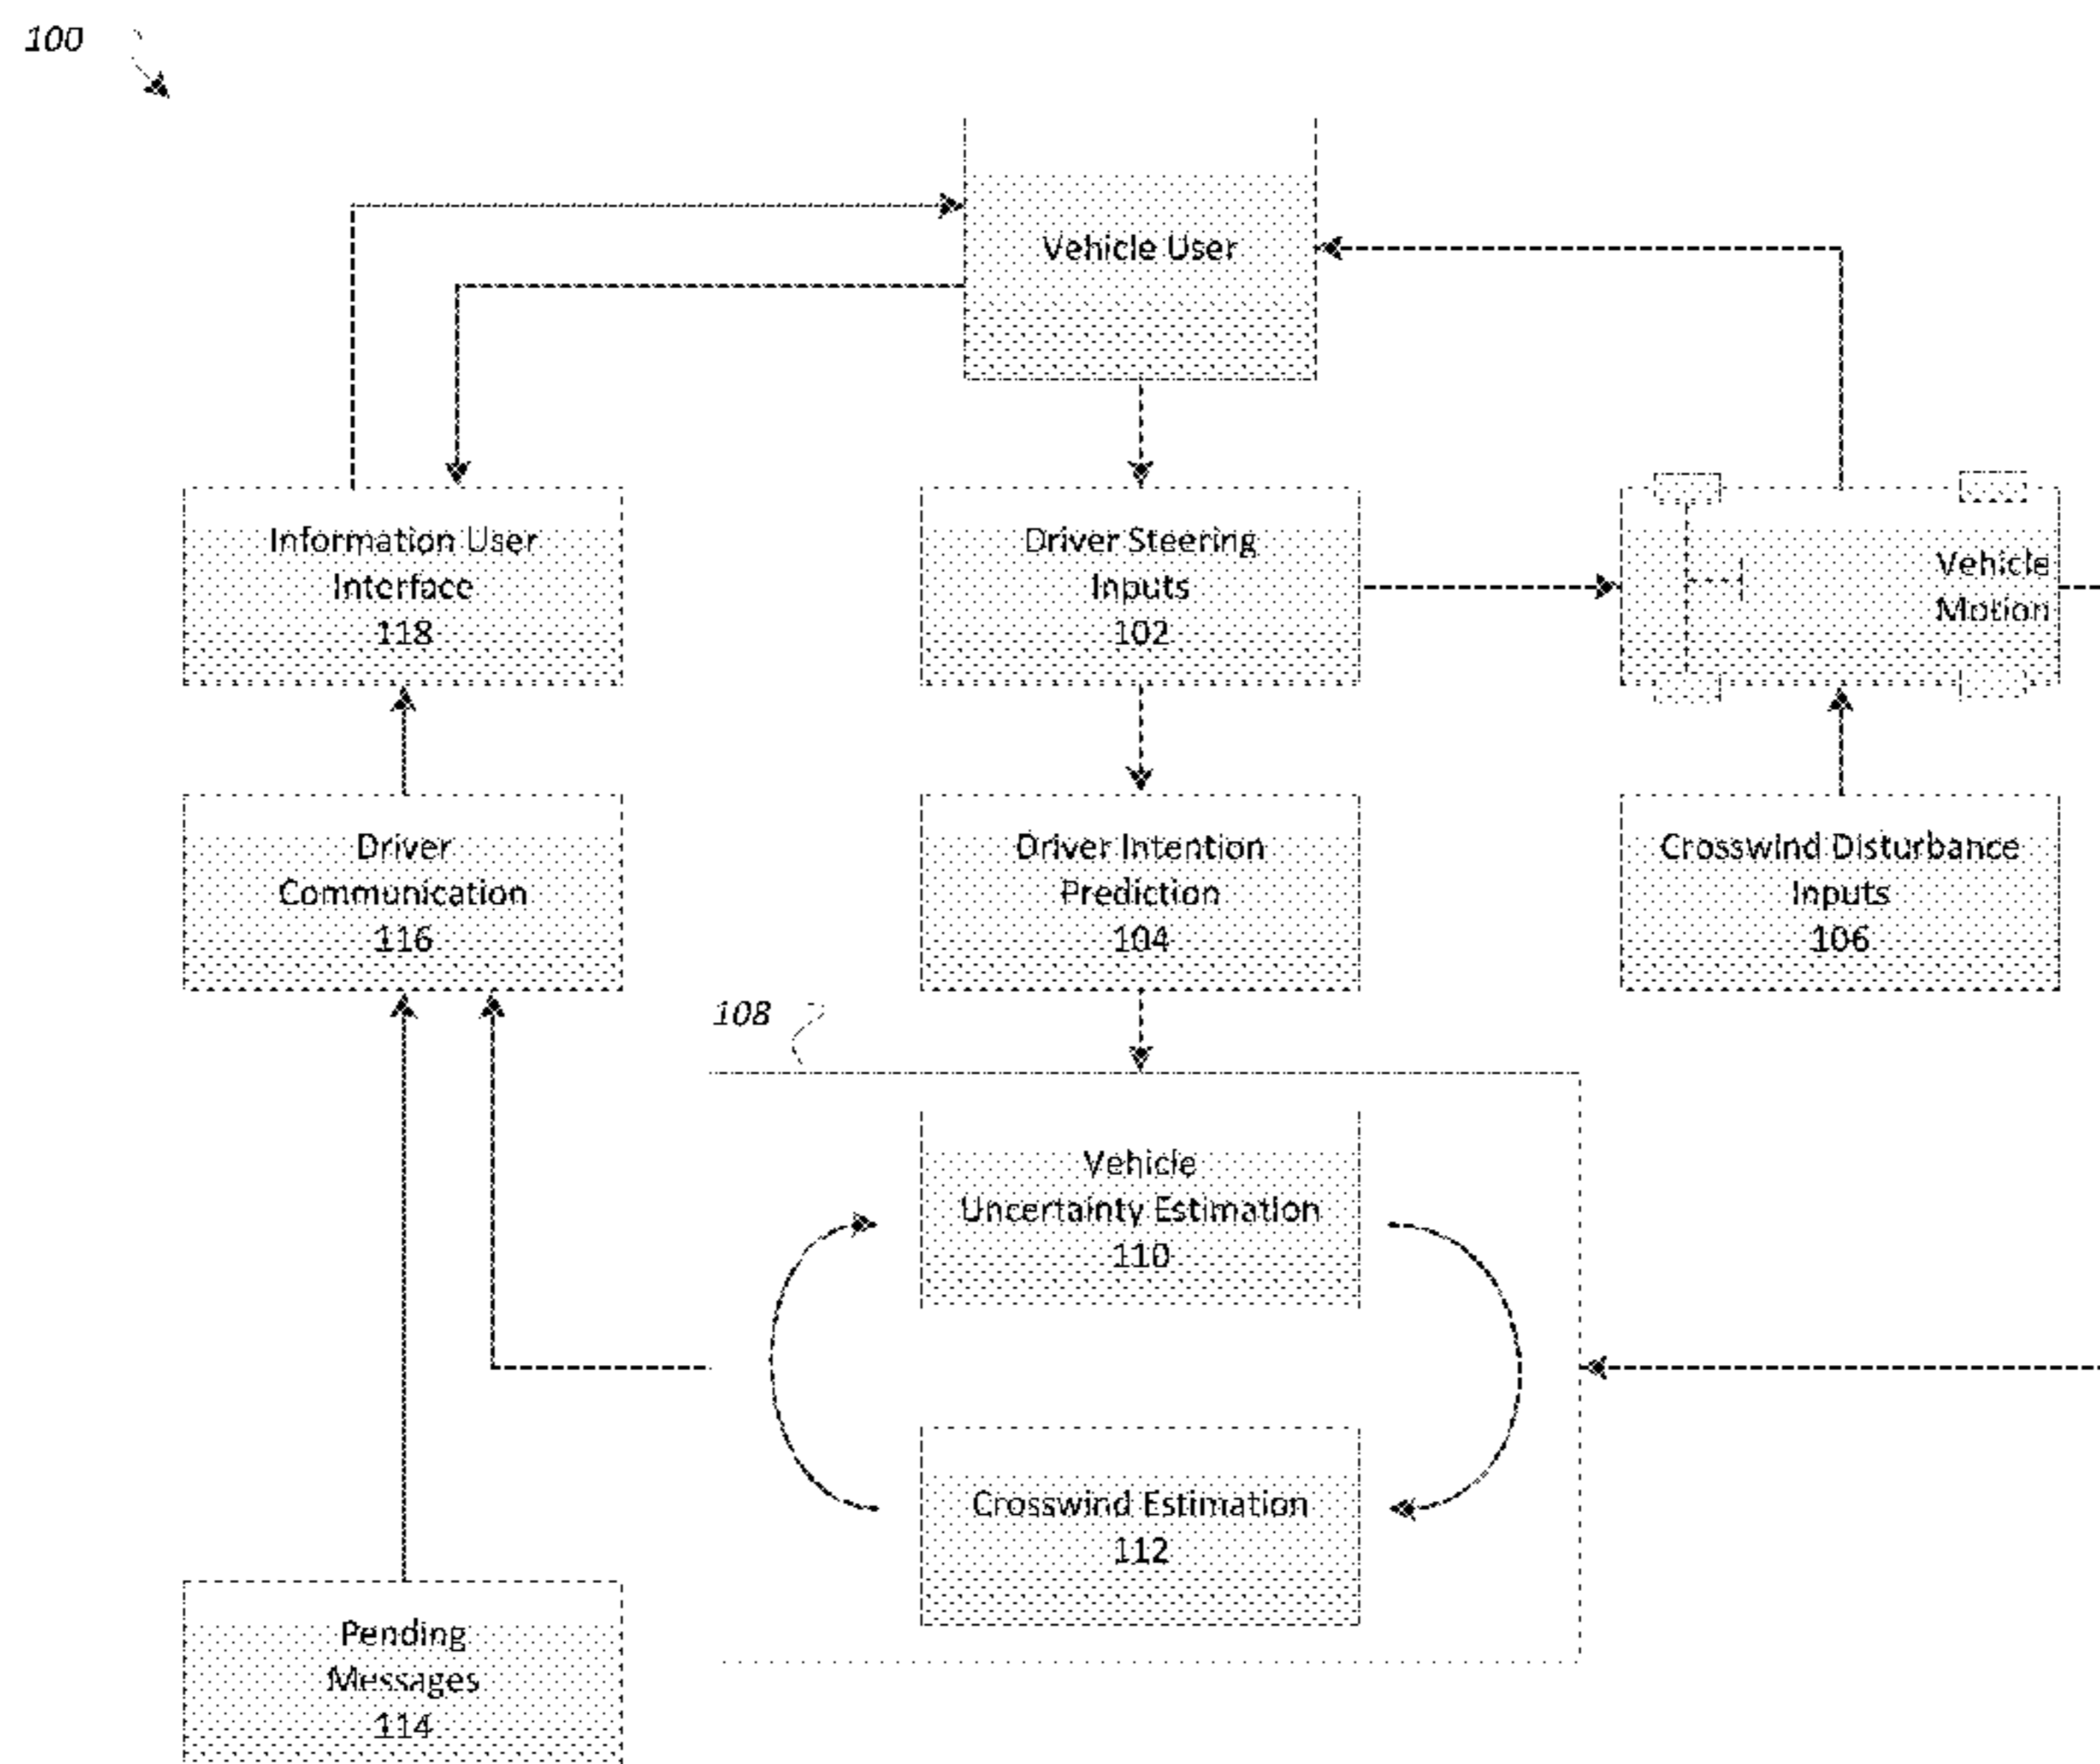 100
Vehicle User
Information User
Interface
118
Driver Steering
Inputs
102
Vehicle
Motion
Driver
Communication
116
Driver Intention
Prediction
104
Crosswind Disturbance
Inputs
106
108
Vehicle
Uncertainty Estimation
110
Crosswind Estimation
112
Pending
Messages
114